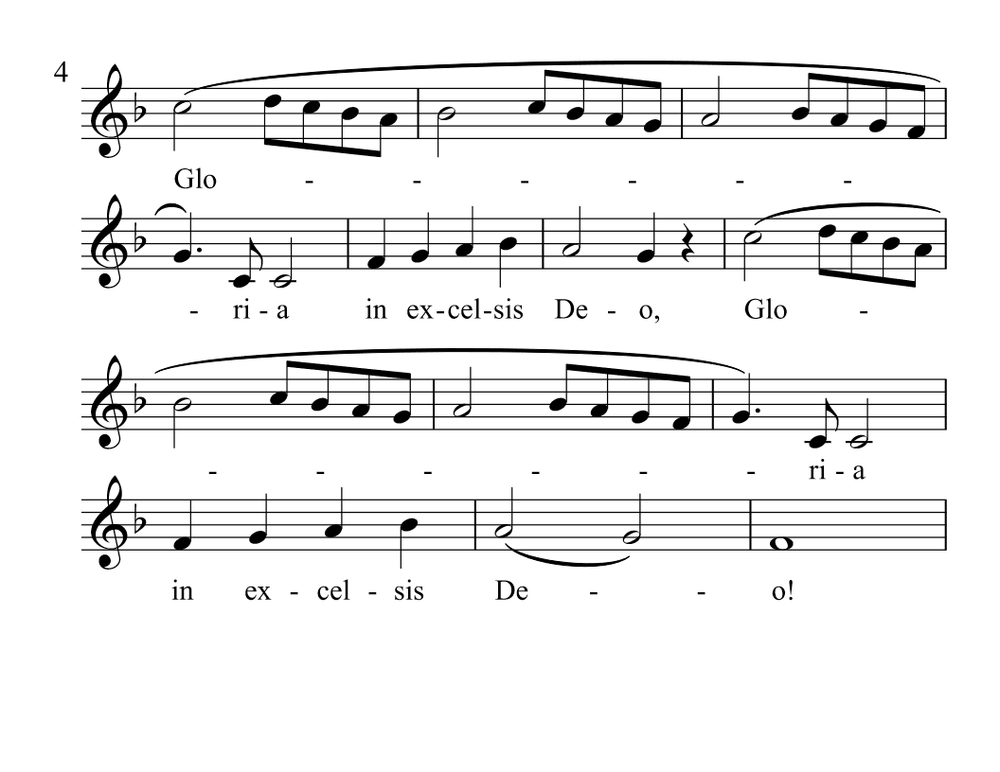 4
Glo - - - - - -
- ri - a in ex-cel-sis De - o, Glo -
- - - - - - ri - a
in ex - cel - sis De - - o!